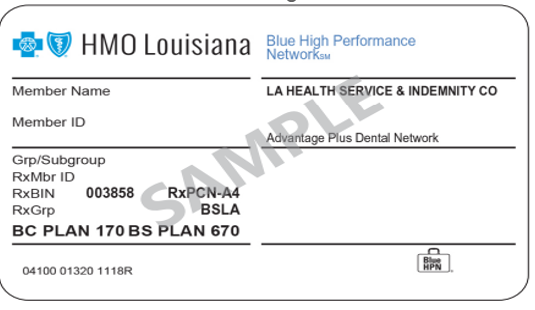 HMO Louisiana
Blue High Performance
Network℠
Member Name
Member ID
LA HEALTH SERVICE & INDEMNITY CO
Advantage Plus Dental Network
SAMPLE
Grp/Subgroup
RxMbr ID
RxBIN 003858 RxPCN-A4
RxGrp BSLA
BC PLAN 170 BS PLAN 670
04100 01320 1118R
Blue
HPN